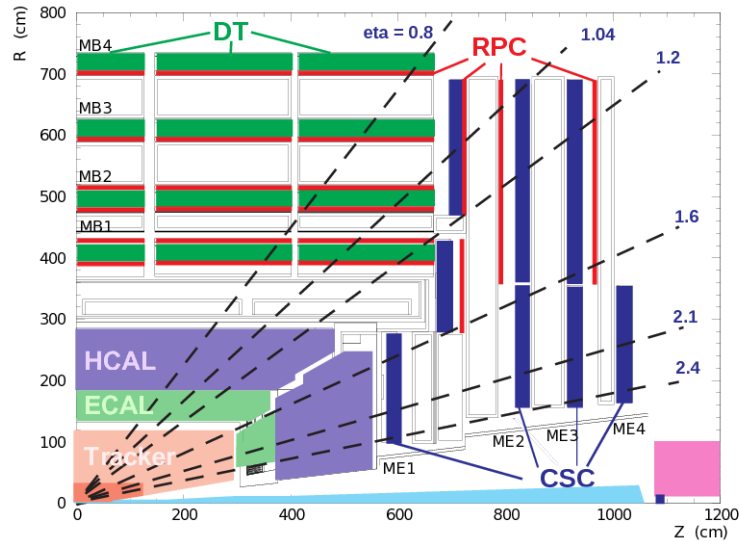 R (cm)
800
700
600
500
400
300
200
100
0
MB4
MB3
MB2
MB1
DT
eta = 0.8
RPC
1.04
1.2
1.6
2.1
2.4
HCAL
ECAL
Tracker
ME1
ME2
ME3
ME4
CSC
0
200
400
600
800
1000
1200
Z (cm)